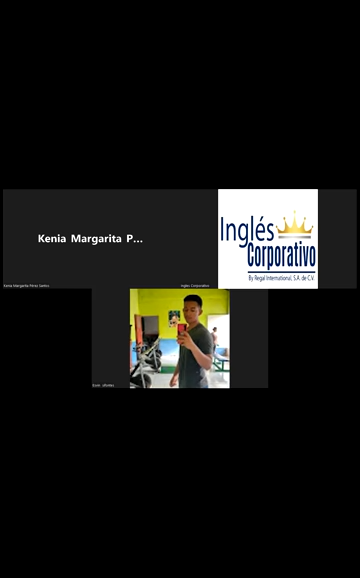 Kenia Margarita P...
Inglés
Corporativo
By Regal International, S.A. de C.V.
Kenia Margarita Pérez Santos
Inglés Corporativo